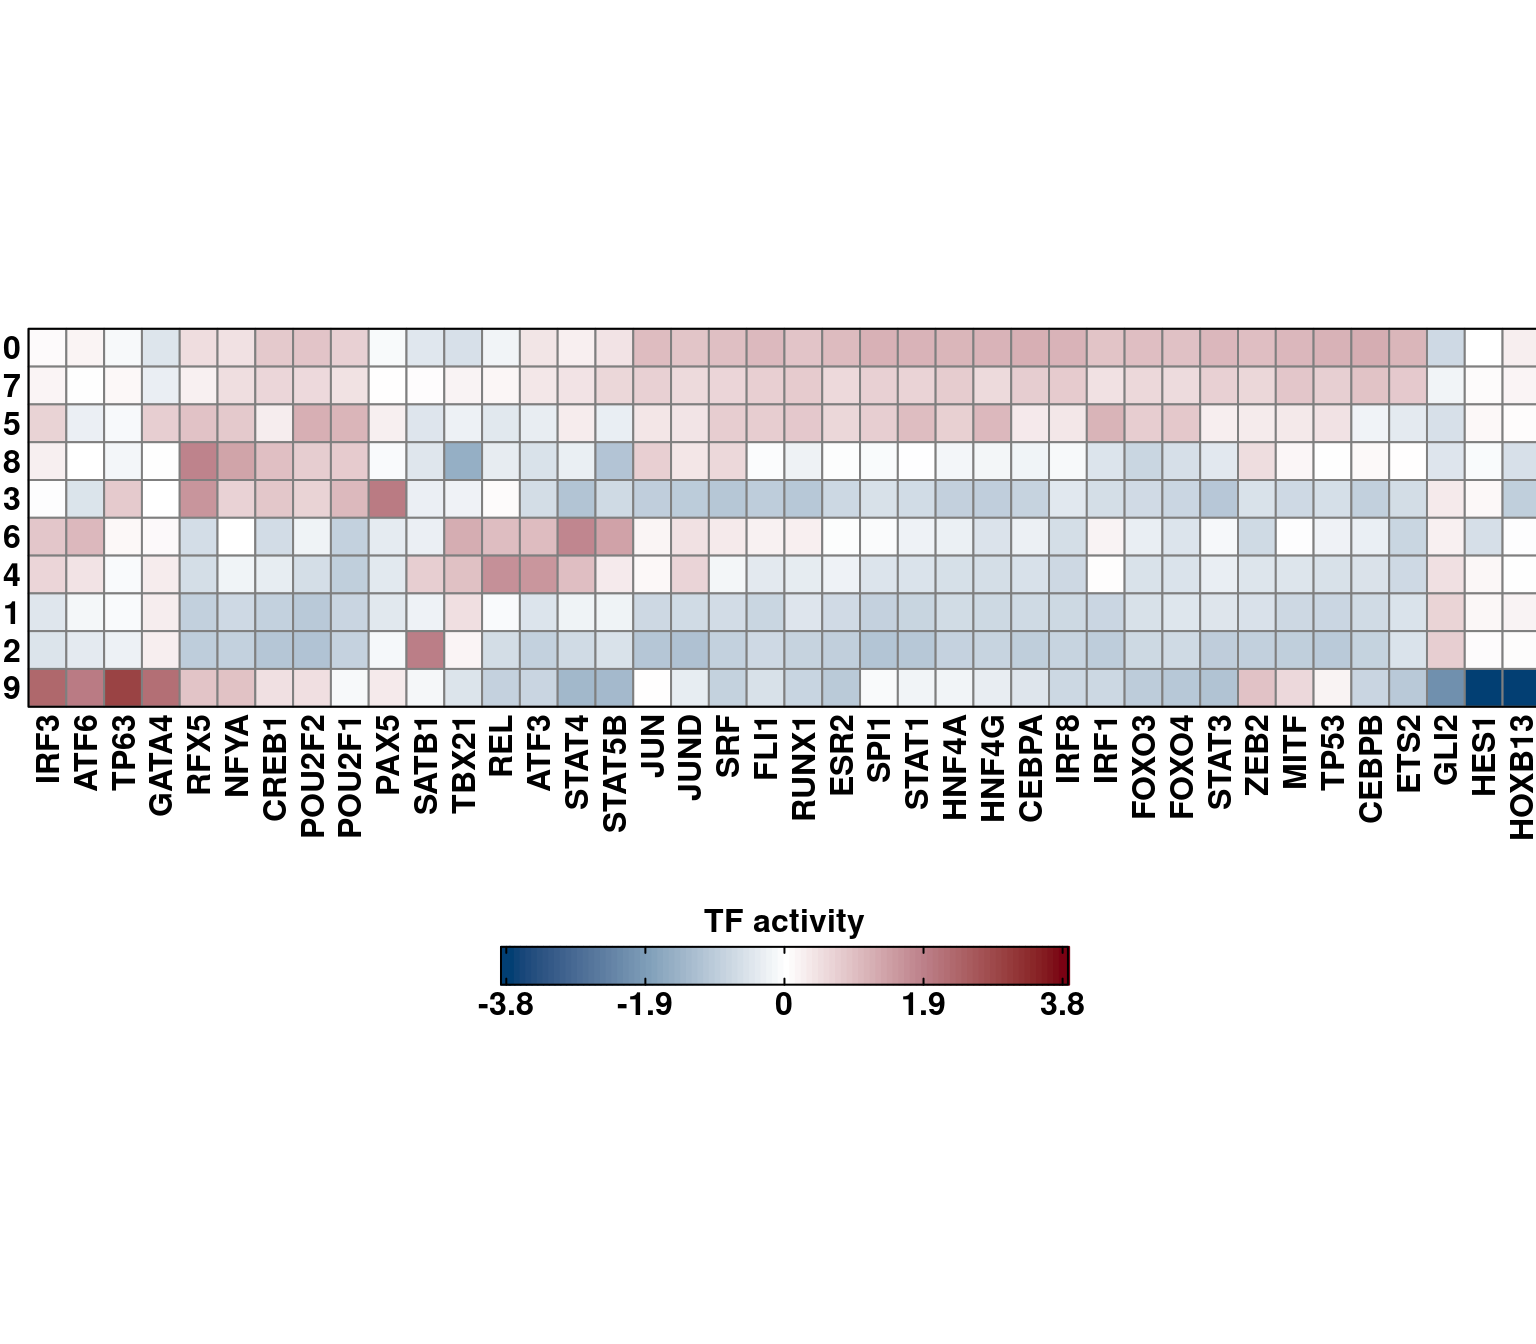 0
7
5
8
3
6
4
1
2
9
IRF3
ATF6
TP63
GATA4
RFX5
NFYA
CREB1
POU2F2
POU2F1
PAX5
SATB1
TBX21
REL
ATF3
STAT4
STAT5B
JUN
JUND
SRF
FLI1
RUNX1
ESR2
SPI1
STAT1
HNF4A
HNF4G
CEBPA
IRF8
IRF1
FOXO3
FOXO4
STAT3
ZEB2
MITF
TP53
CEBPB
ETS2
GLI2
HES1
HOXB13
TF activity
-3.8 -1.9 0 1.9 3.8